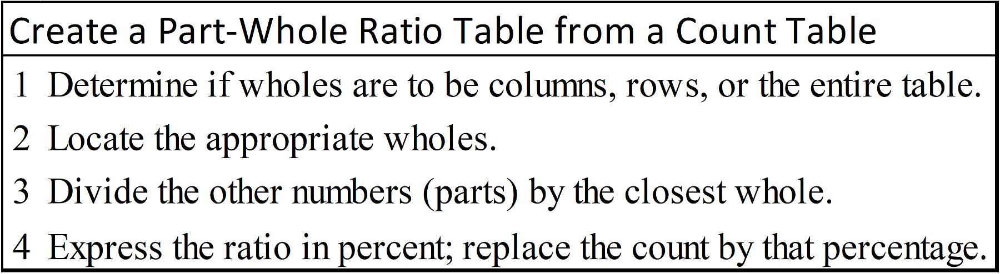 Create a Part-Whole Ratio Table from a Count Table
1 Determine if wholes are to be columns, rows, or the entire table.
2 Locate the appropriate wholes.
3 Divide the other numbers (parts) by the closest whole.
4 Express the ratio in percent; replace the count by that percentage.